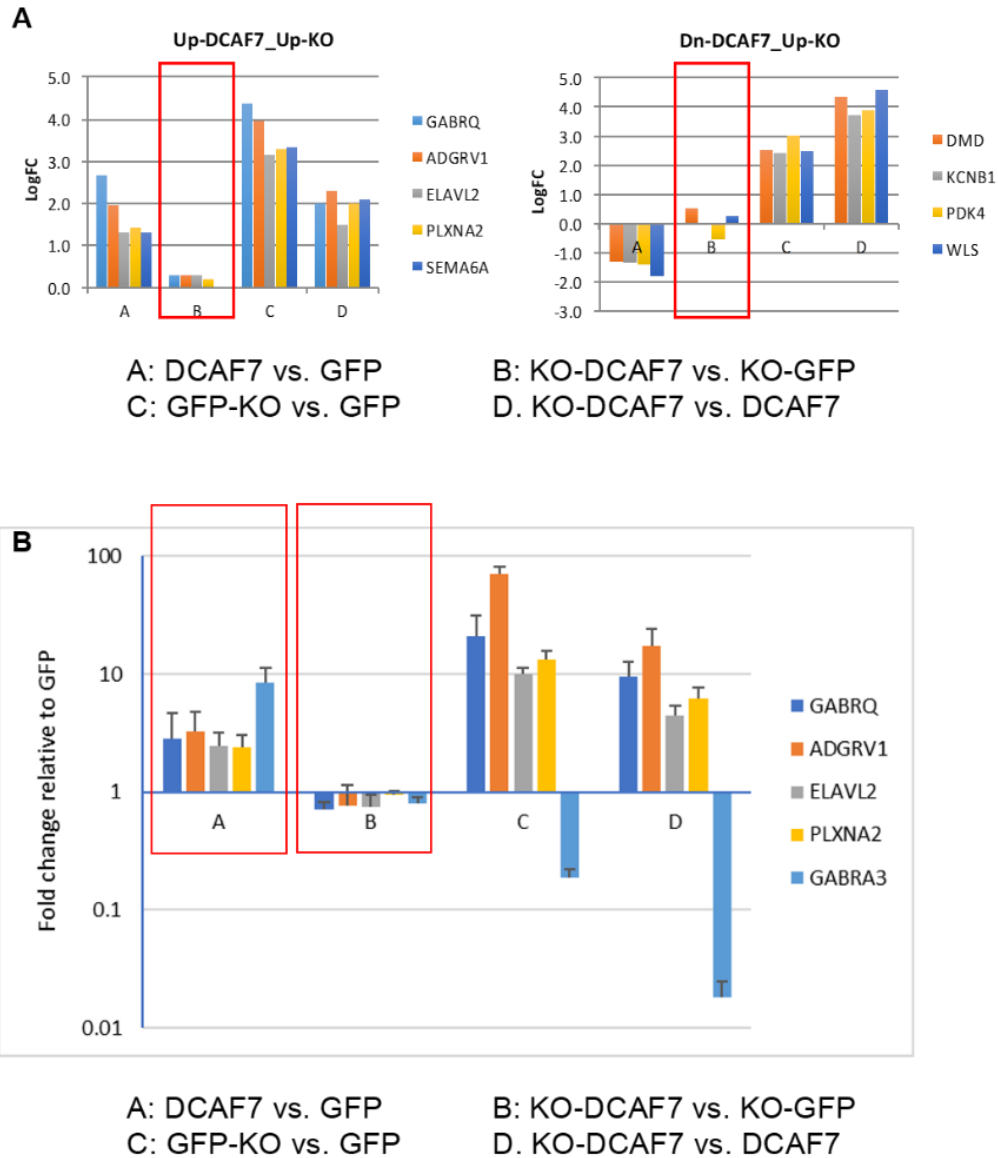 A
Up-DCAF7_Up-KO
5.0
4.0
3.0
2.0
1.0
0.0
LogFC
A
B
C
D
GABRQ
ADGRV1
ELAVL2
PLXNA2
SEMA6A
Dn-DCAF7_Up-KO
5.0
4.0
3.0
2.0
1.0
0.0
-1.0
-2.0
-3.0
LogFC
A
B
C
D
DMD
KCNB1
PDK4
WLS
A: DCAF7 vs. GFP
B: KO-DCAF7 vs. KO-GFP
C: GFP-KO vs. GFP
D. KO-DCAF7 vs. DCAF7
B
100
10
1
0.1
0.01
Fold change relative to GFP
A
B
C
D
GABRQ
ADGRV1
ELAVL2
PLXNA2
GABRA3
A: DCAF7 vs. GFP
B: KO-DCAF7 vs. KO-GFP
C: GFP-KO vs. GFP
D. KO-DCAF7 vs. DCAF7